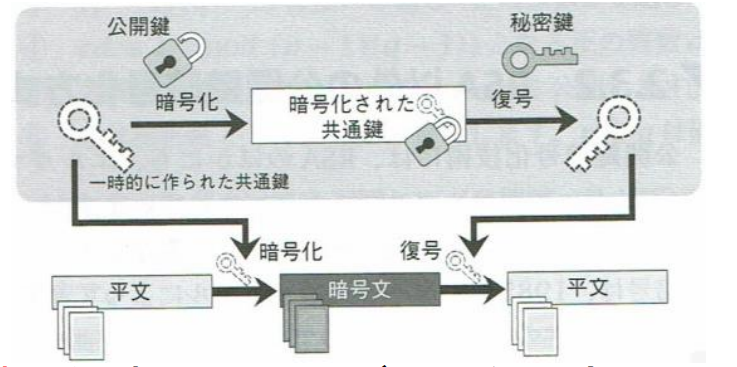 公開鍵
秘密鍵
暗号化
暗号化された
共通鍵
復号
一時的に作られた共通鍵
暗号化
復号
平文
暗号文
平文